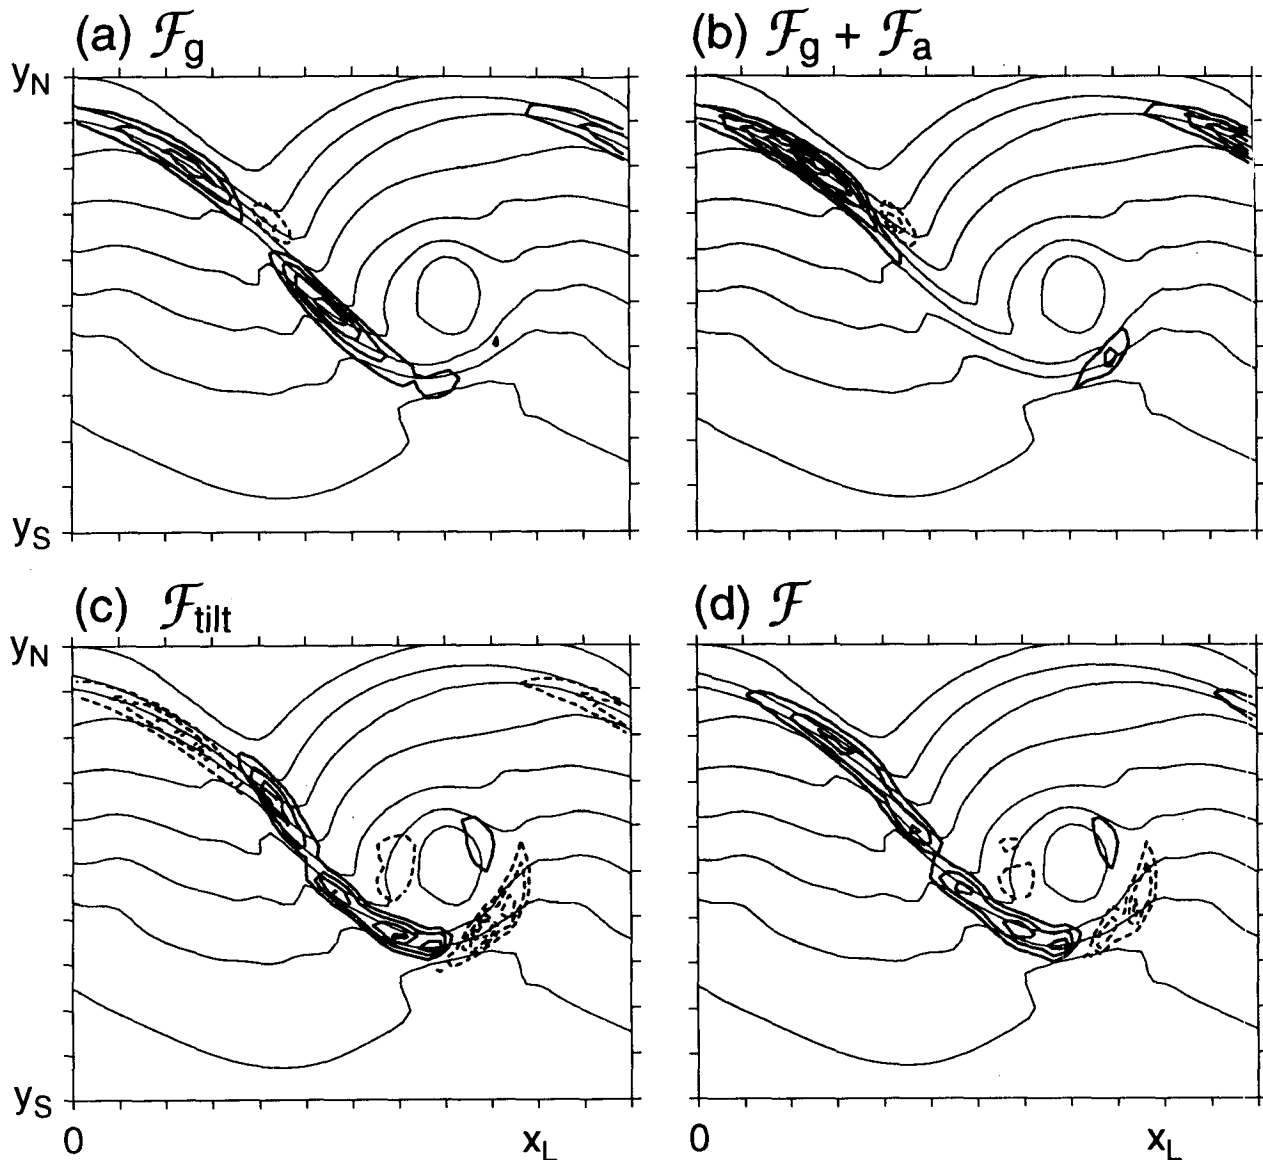 (a) ℱg
(b) ℱg + ℱa
yN
yS
(c) ℱtilt
(d) ℱ
yN
yS
0
xL
0
xL